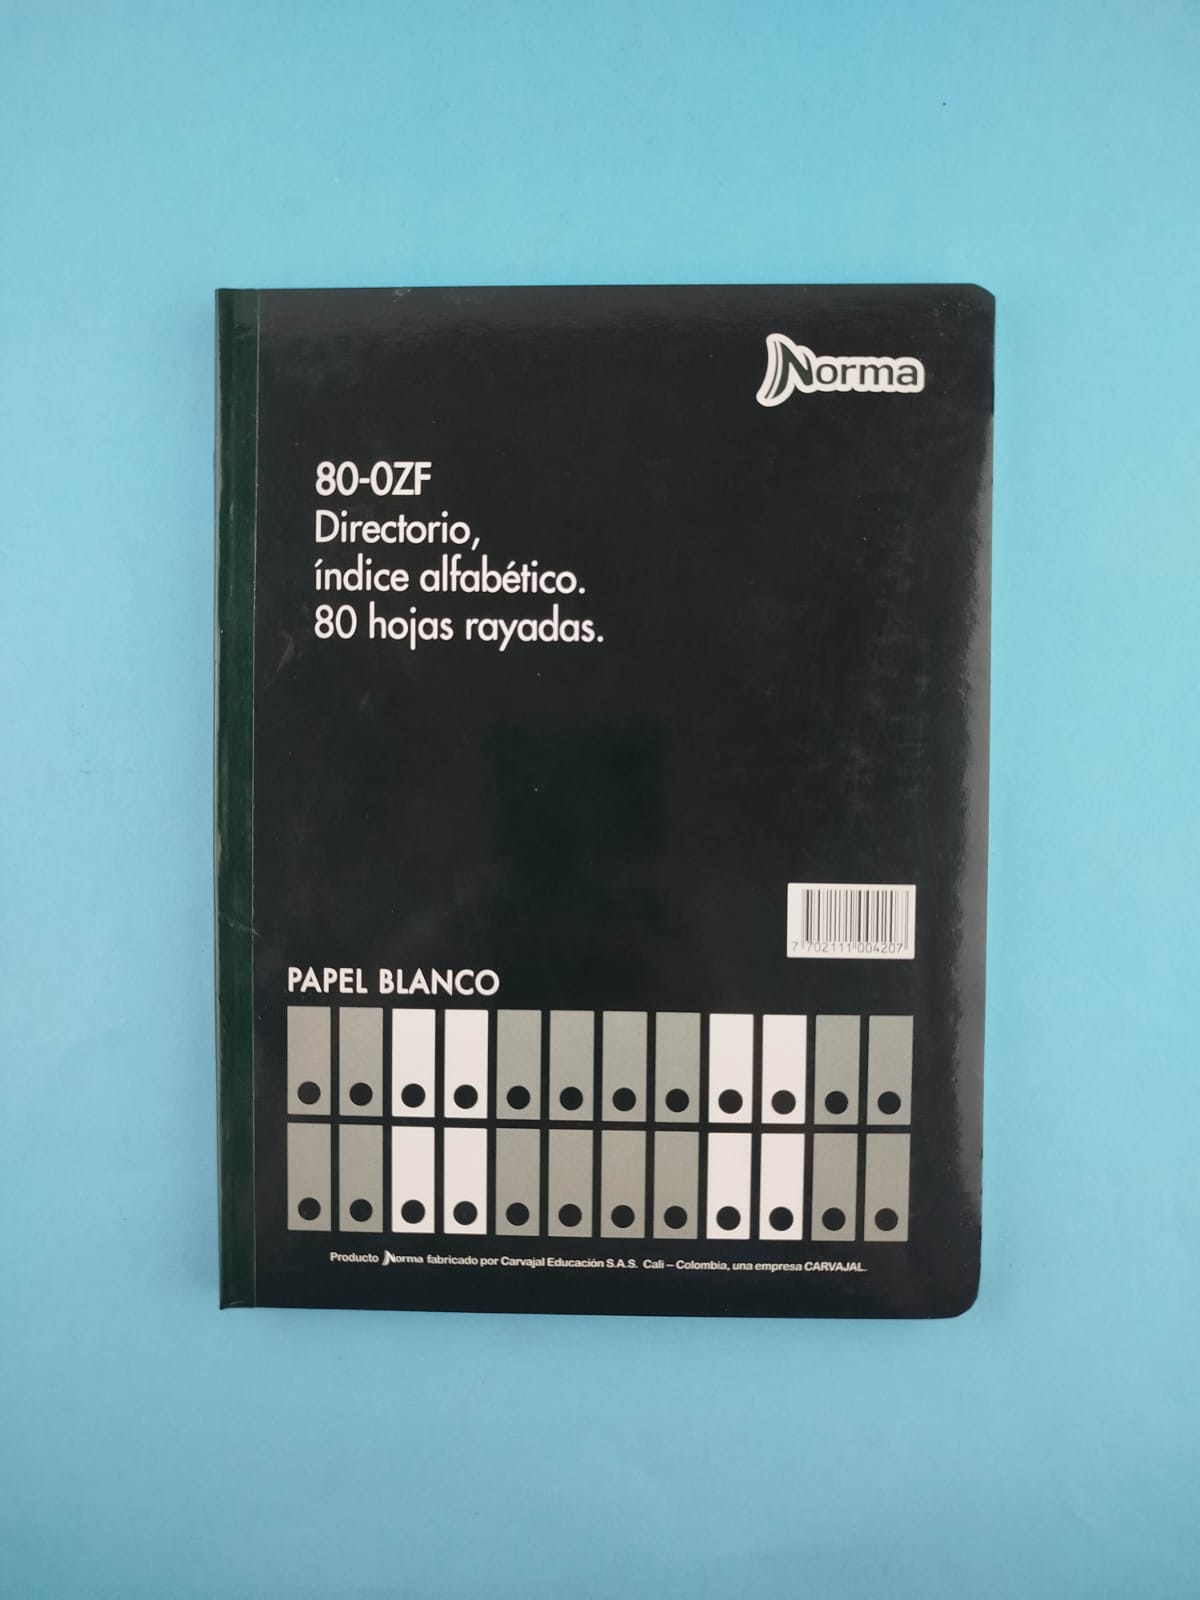 Norma
80-0ZF
Directorio,
índice alfabético.
80 hojas rayadas.
7 702111 004207
PAPEL BLANCO
Producto Norma fabricado por Carvajal Educación S.A.S. Cali – Colombia, una empresa CARVAJAL.